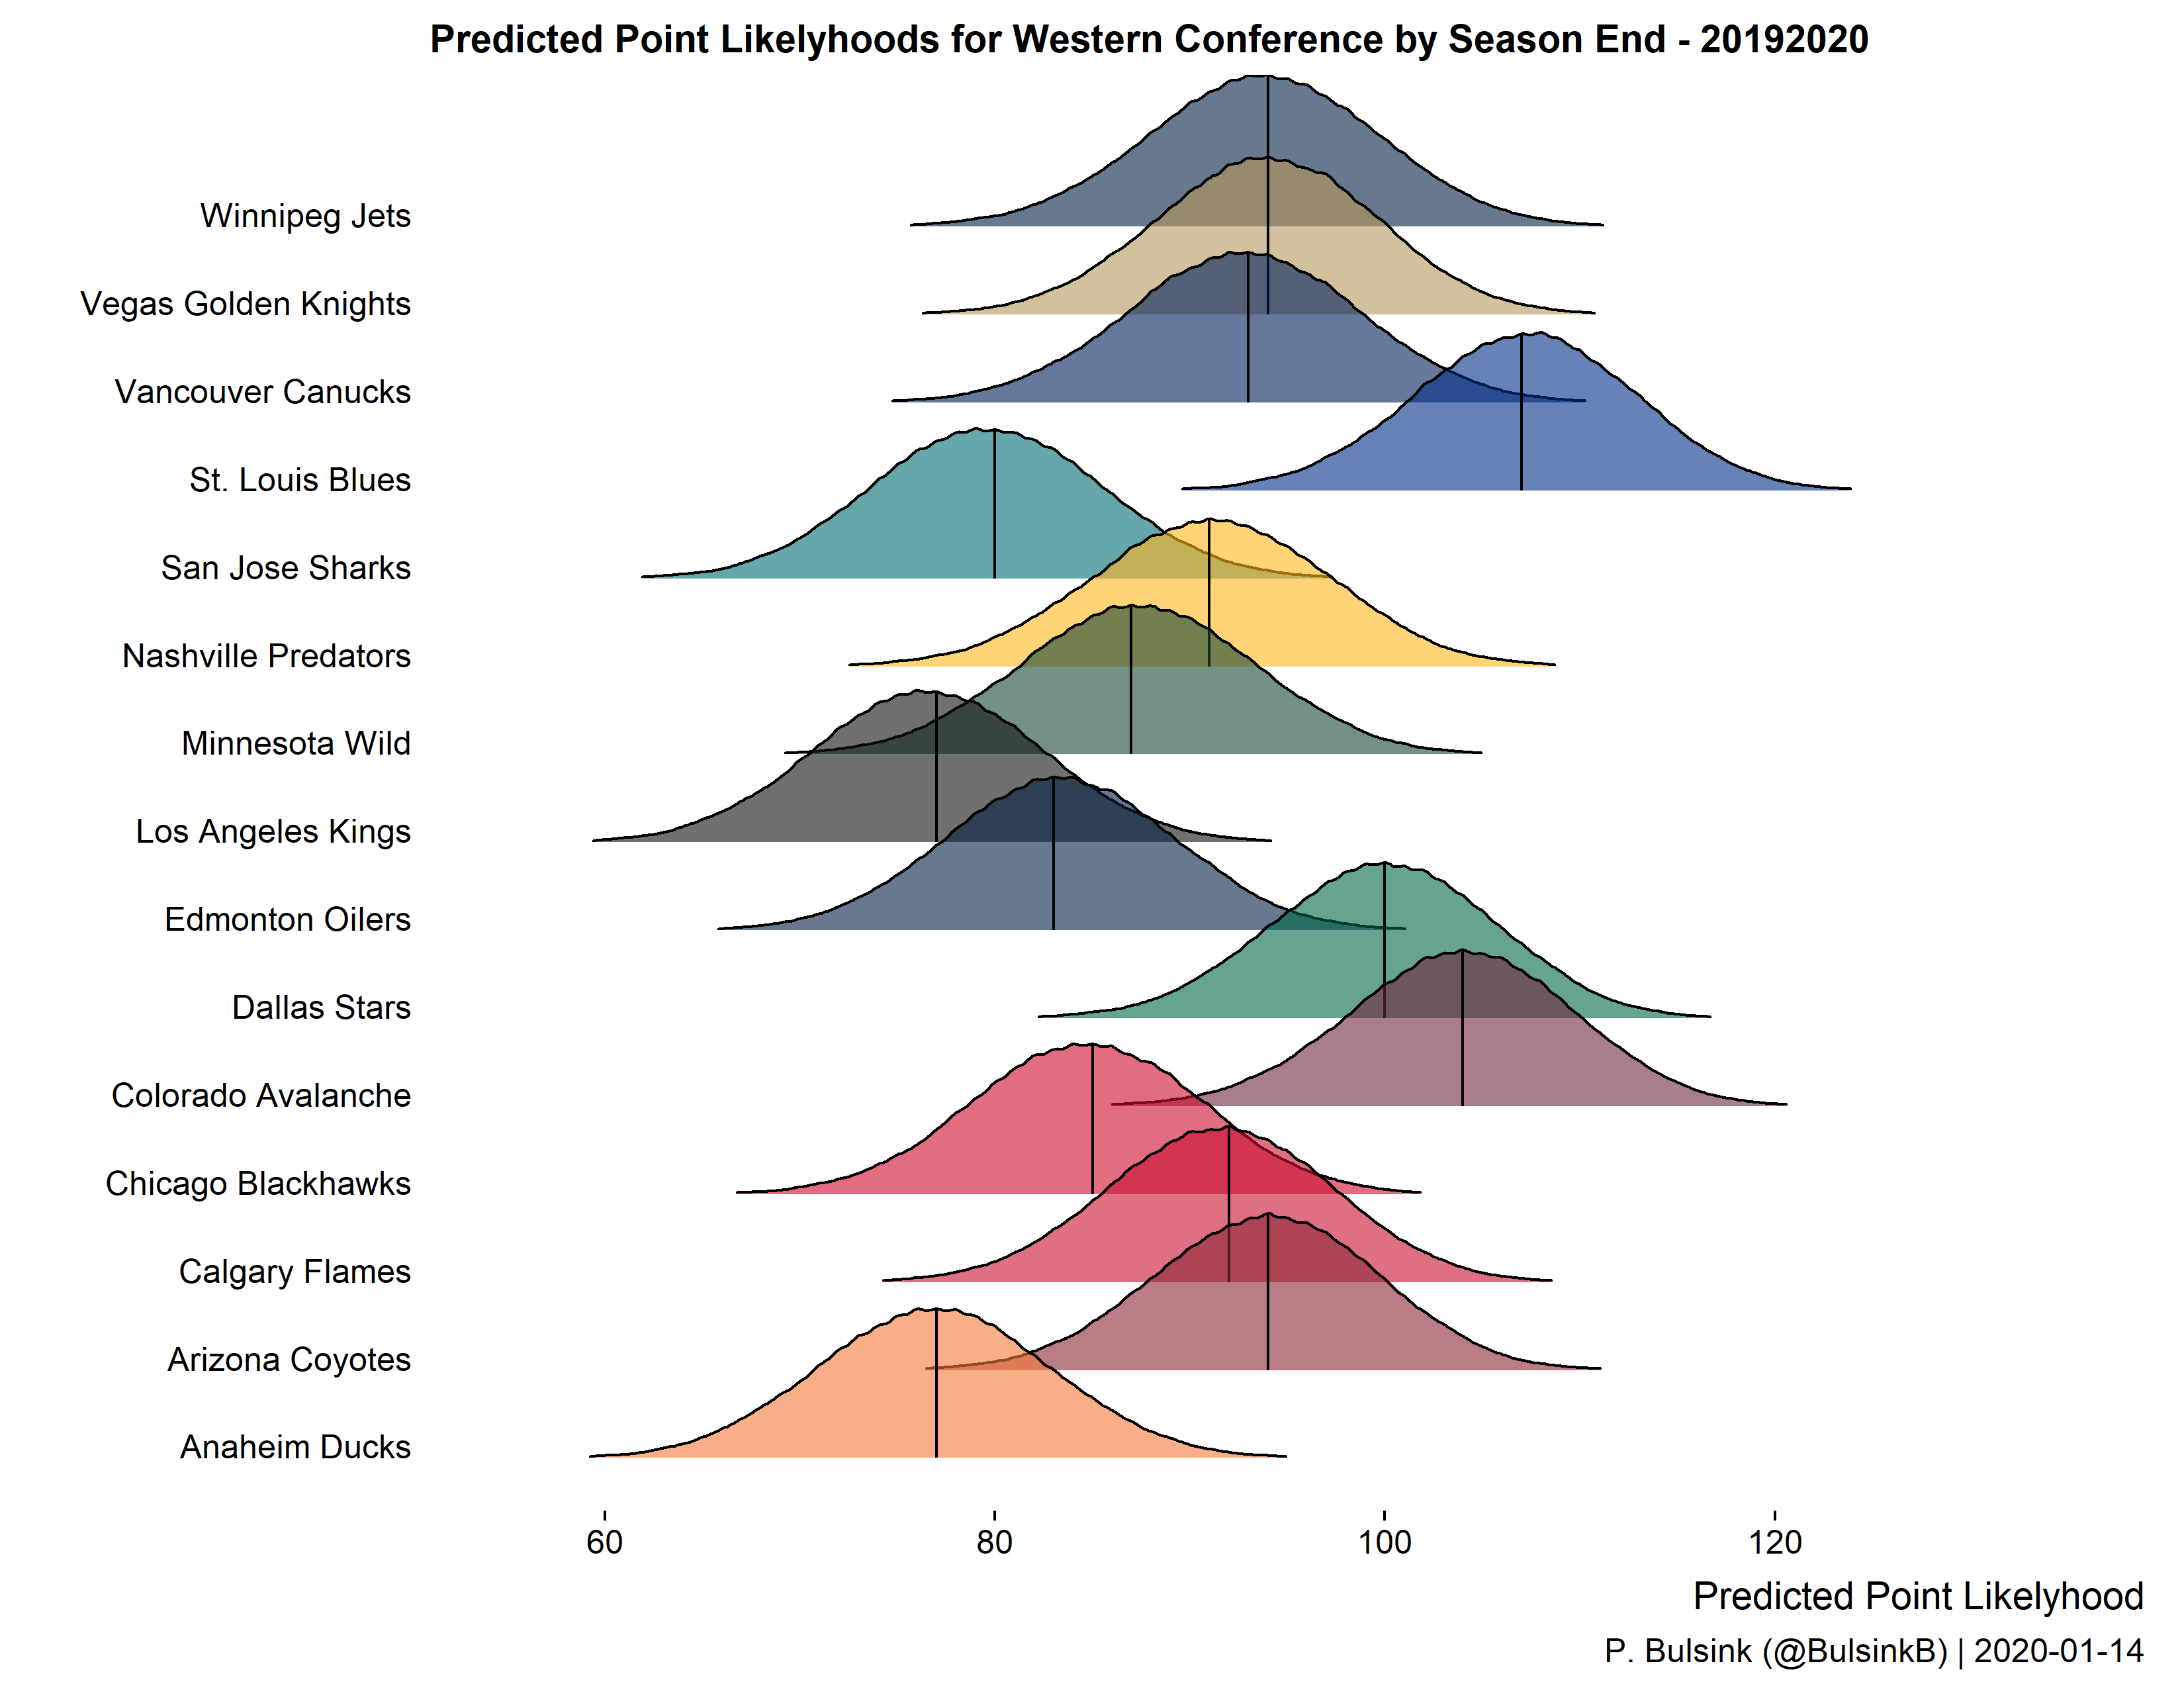 Predicted Point Likelyhoods for Western Conference by Season End - 20192020
Winnipeg Jets
Vegas Golden Knights
Vancouver Canucks
St. Louis Blues
San Jose Sharks
Nashville Predators
Minnesota Wild
Los Angeles Kings
Edmonton Oilers
Dallas Stars
Colorado Avalanche
Chicago Blackhawks
Calgary Flames
Arizona Coyotes
Anaheim Ducks
60 80 100 120
Predicted Point Likelyhood
P. Bulsink (@BulsinkB) | 2020-01-14